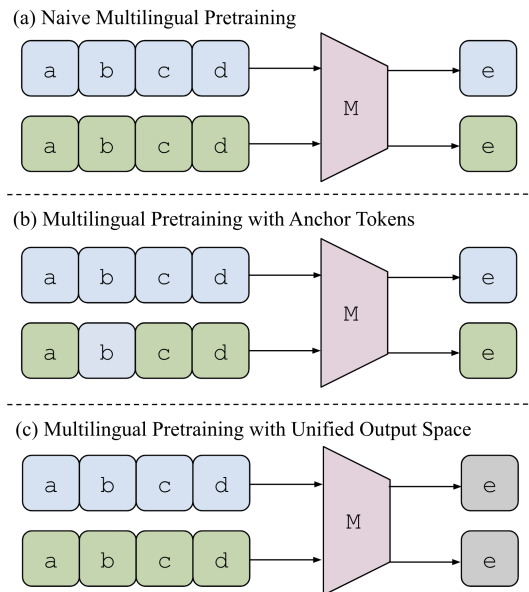 (a) Naive Multilingual Pretraining
a b c d M e
a b c d e
(b) Multilingual Pretraining with Anchor Tokens
a b c d M e
a b c d e
(c) Multilingual Pretraining with Unified Output Space
a b c d M e
a b c d e